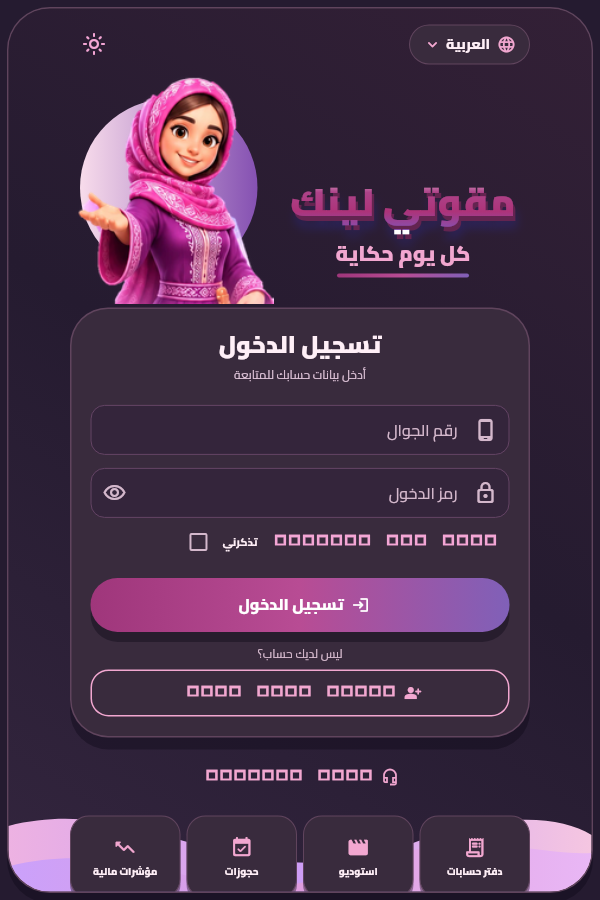 العربية
مقوتي لينك
كل يوم حكاية
تسجيل الدخول
أدخل بيانات حسابك للمتابعة
رقم الجوال
رمز الدخول
تذكرني
تسجيل الدخول
ليس لديك حساب؟
دفتر حسابات
استوديو
حجوزات
مؤشرات مالية